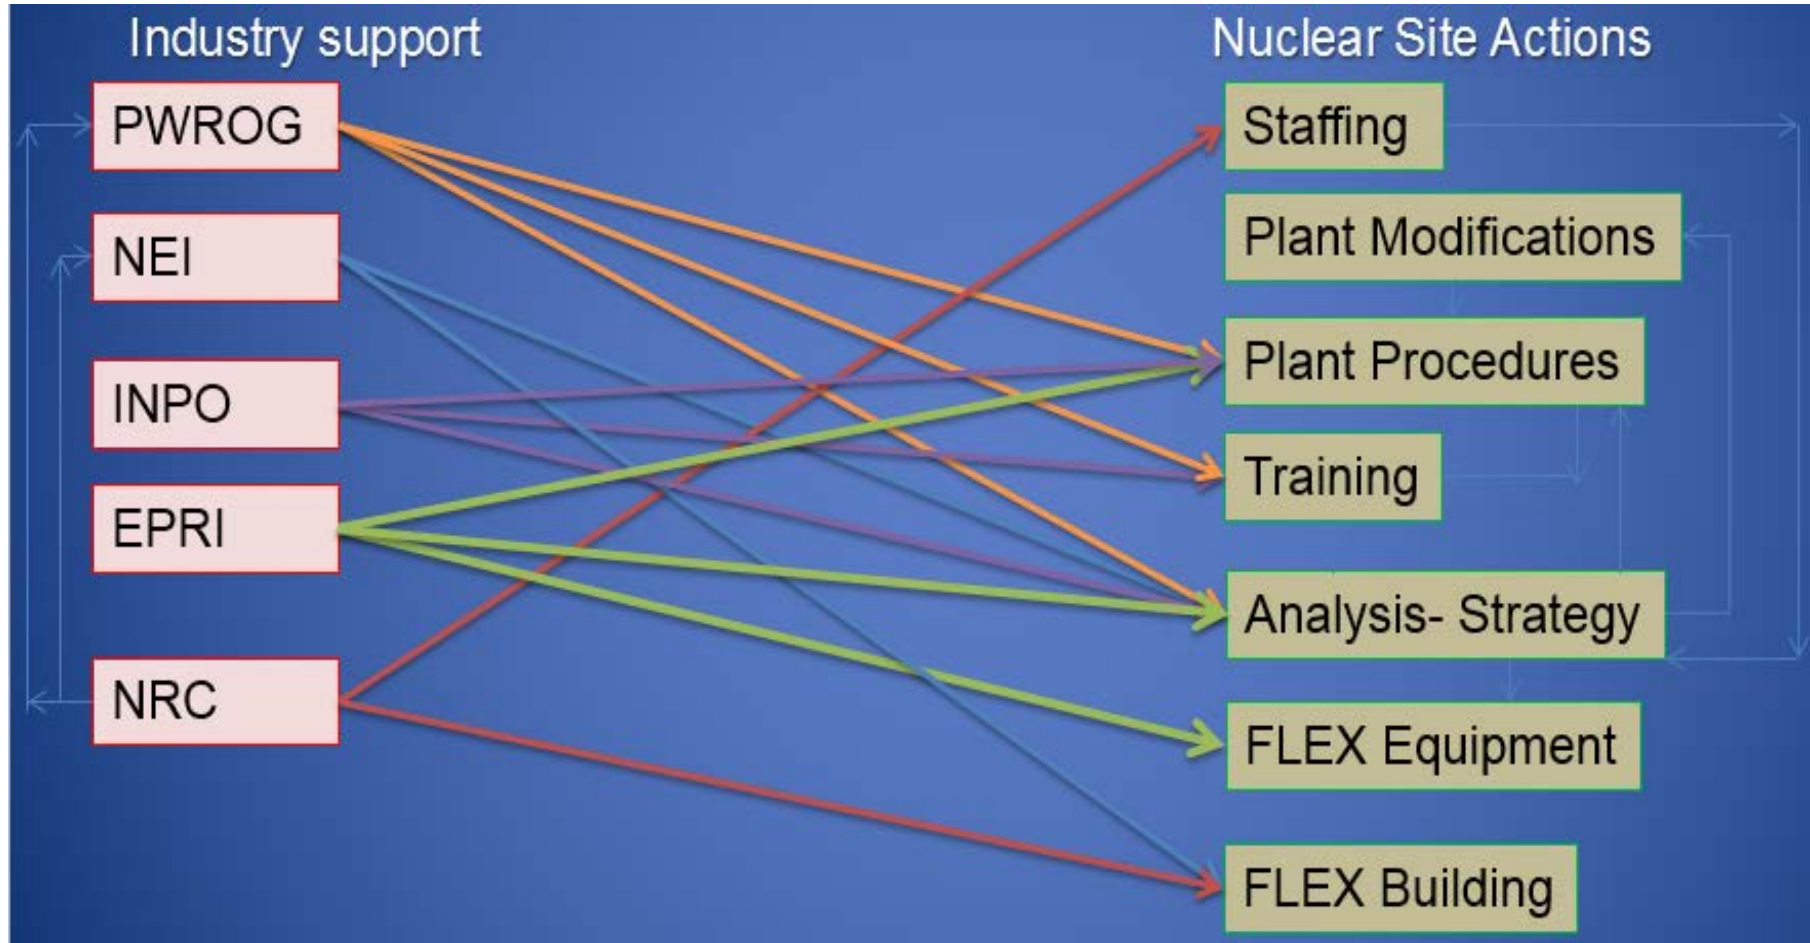 Industry support
Nuclear Site Actions
PWROG
NEI
INPO
EPRI
NRC
Staffing
Plant Modifications
Plant Procedures
Training
Analysis- Strategy
FLEX Equipment
FLEX Building